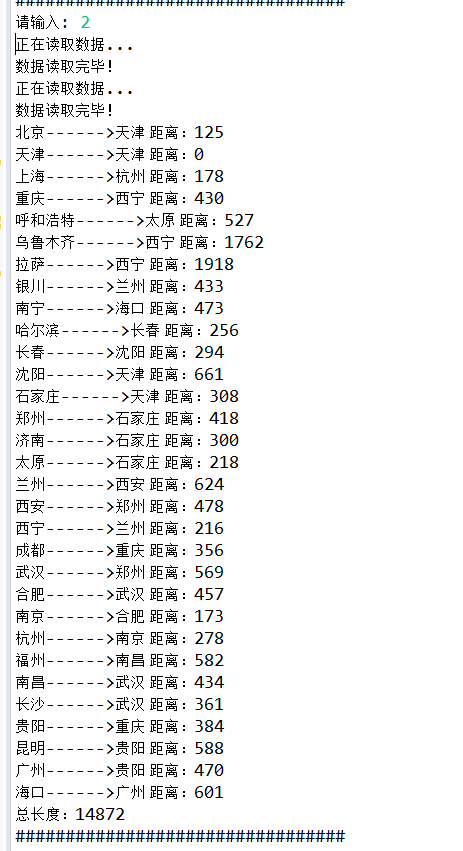 #################################
请输入: 2
正在读取数据...
数据读取完毕!
正在读取数据...
数据读取完毕!
北京------>天津 距离：125
天津------>天津 距离：0
上海------>杭州 距离：178
重庆------>西宁 距离：430
呼和浩特------>太原 距离：527
乌鲁木齐------>西宁 距离：1762
拉萨------>西宁 距离：1918
银川------>兰州 距离：433
南宁------>海口 距离：473
哈尔滨------>长春 距离：256
长春------>沈阳 距离：294
沈阳------>天津 距离：661
石家庄------>天津 距离：308
郑州------>石家庄 距离：418
济南------>石家庄 距离：300
太原------>石家庄 距离：218
兰州------>西安 距离：624
西安------>郑州 距离：478
西宁------>兰州 距离：216
成都------>重庆 距离：356
武汉------>郑州 距离：569
合肥------>武汉 距离：457
南京------>合肥 距离：173
杭州------>南京 距离：278
福州------>南昌 距离：582
南昌------>武汉 距离：434
长沙------>武汉 距离：361
贵阳------>重庆 距离：384
昆明------>贵阳 距离：588
广州------>贵阳 距离：470
海口------>广州 距离：601
总长度：14872
#################################